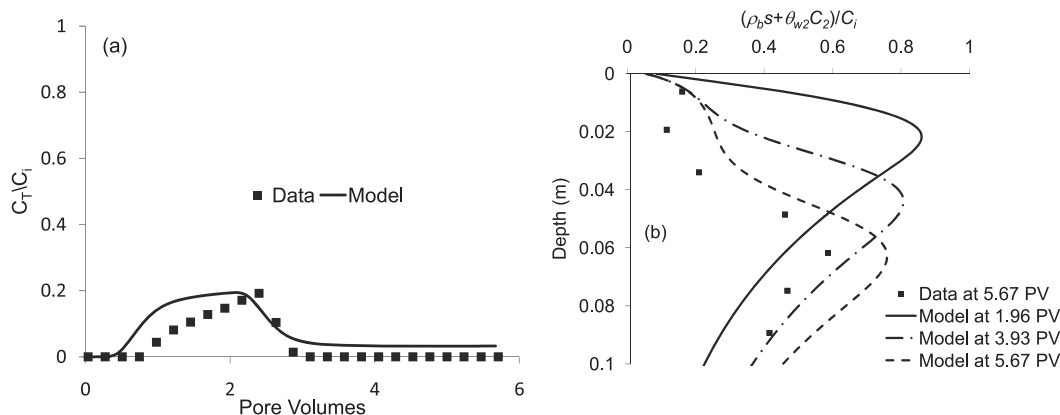 (a)
1
0.8
0.6
0.4
0.2
0
C_T\C_i
Data
Model
0
2
4
6
Pore Volumes
(ρ_b s+θ_{w2}C_2)/C_i
0
0.2
0.4
0.6
0.8
1
0
0.02
0.04
0.06
0.08
0.1
Depth (m)
(b)
Data at 5.67 PV
Model at 1.96 PV
Model at 3.93 PV
Model at 5.67 PV